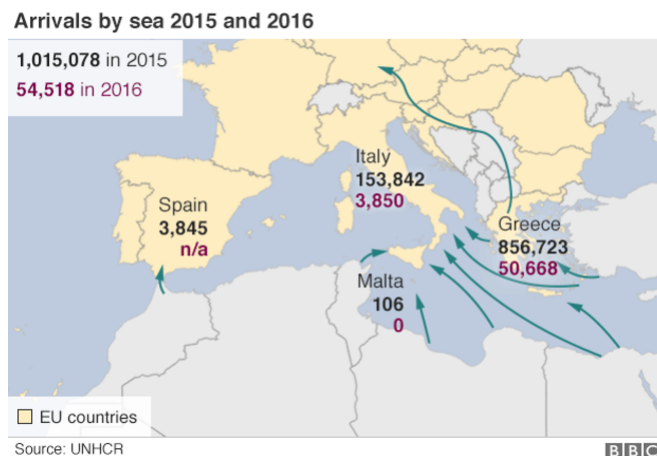 Arrivals by sea 2015 and 2016
1,015,078 in 2015
54,518 in 2016
Italy
153,842
3,850
Spain
3,845
n/a
Greece
856,723
50,668
Malta
106
0
EU countries
Source: UNHCR
BBC